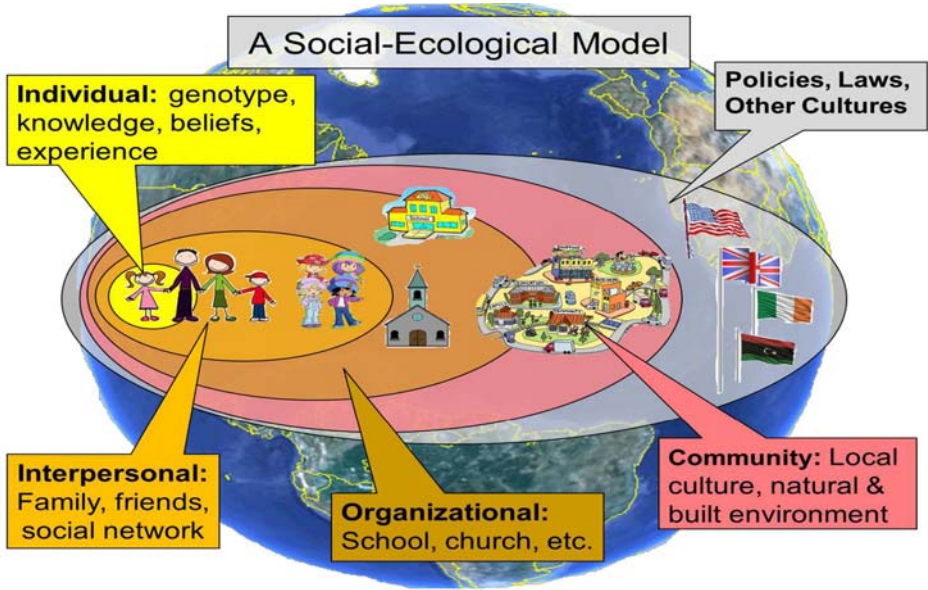 A Social-Ecological Model
Individual: genotype,
knowledge, beliefs,
experience
Policies, Laws,
Other Cultures
Interpersonal:
Family, friends,
social network
Organizational:
School, church, etc.
Community: Local
culture, natural &
built environment